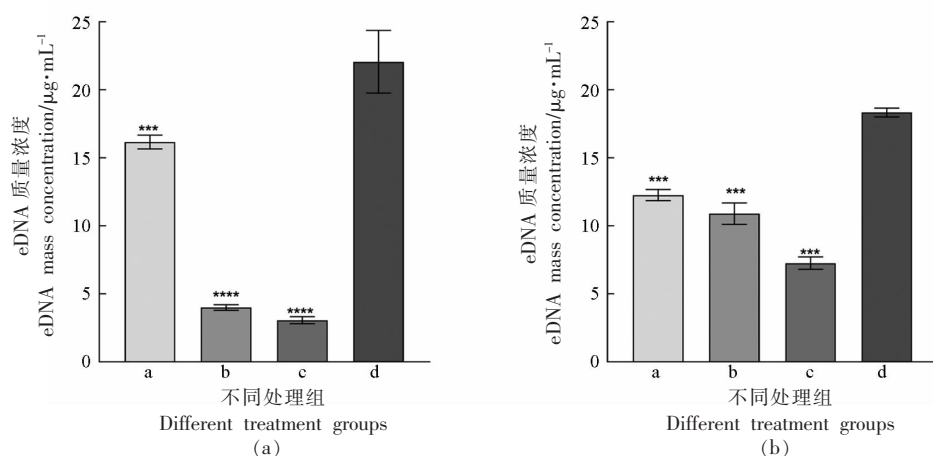 25
20
15
10
5
0
eDNA 质量浓度
eDNA mass concentration/μg·mL⁻¹
***
****
****
a b c d
不同处理组
Different treatment groups
(a)
25
20
15
10
5
0
eDNA 质量浓度
eDNA mass concentration/μg·mL⁻¹
***
***
***
a b c d
不同处理组
Different treatment groups
(b)